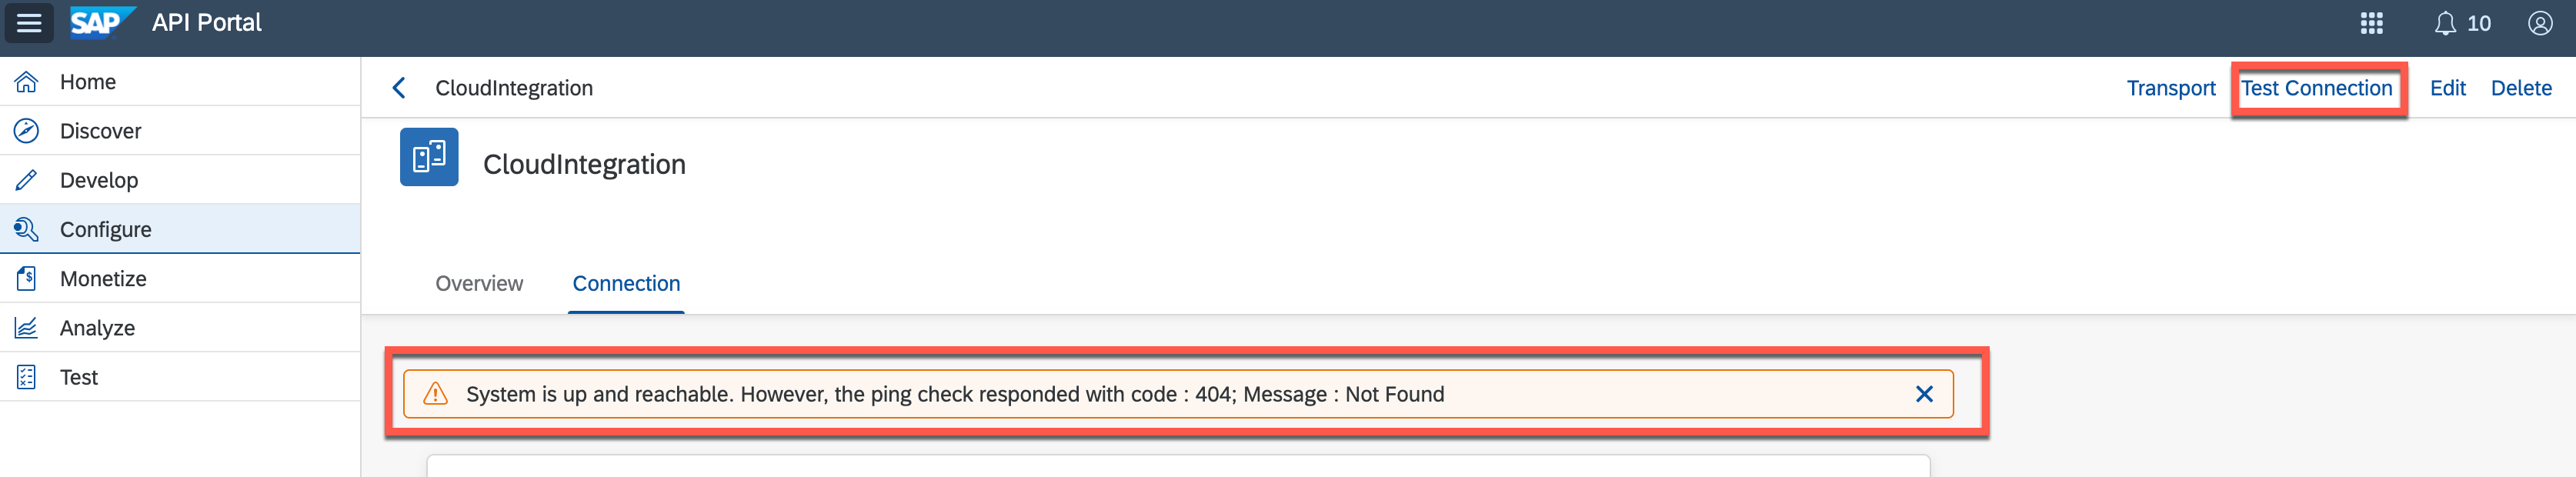 SAP API Portal 10
Home
Discover
Develop
Configure
Monetize
Analyze
Test
CloudIntegration
Transport Test Connection Edit Delete
CloudIntegration
Overview Connection
System is up and reachable. However, the ping check responded with code : 404; Message : Not Found